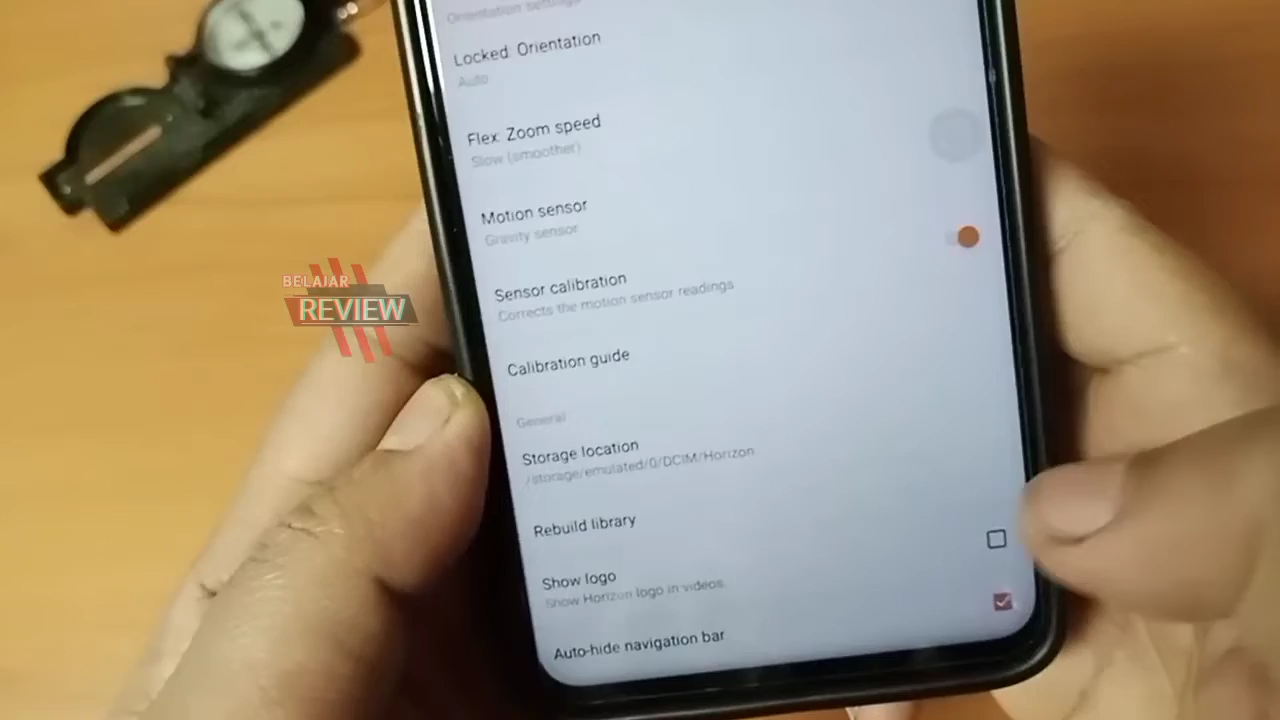 Orientation settings
Locked: Orientation
Auto
Flex: Zoom speed
Slow (smoother)
Motion sensor
Gravity sensor
Sensor calibration
Corrects the motion sensor readings
Calibration guide
General
Storage location
/storage/emulated/0/DCIM/Horizon
Rebuild library
Show logo
Show Horizon logo in videos.
Auto-hide navigation bar
BELAJAR
REVIEW